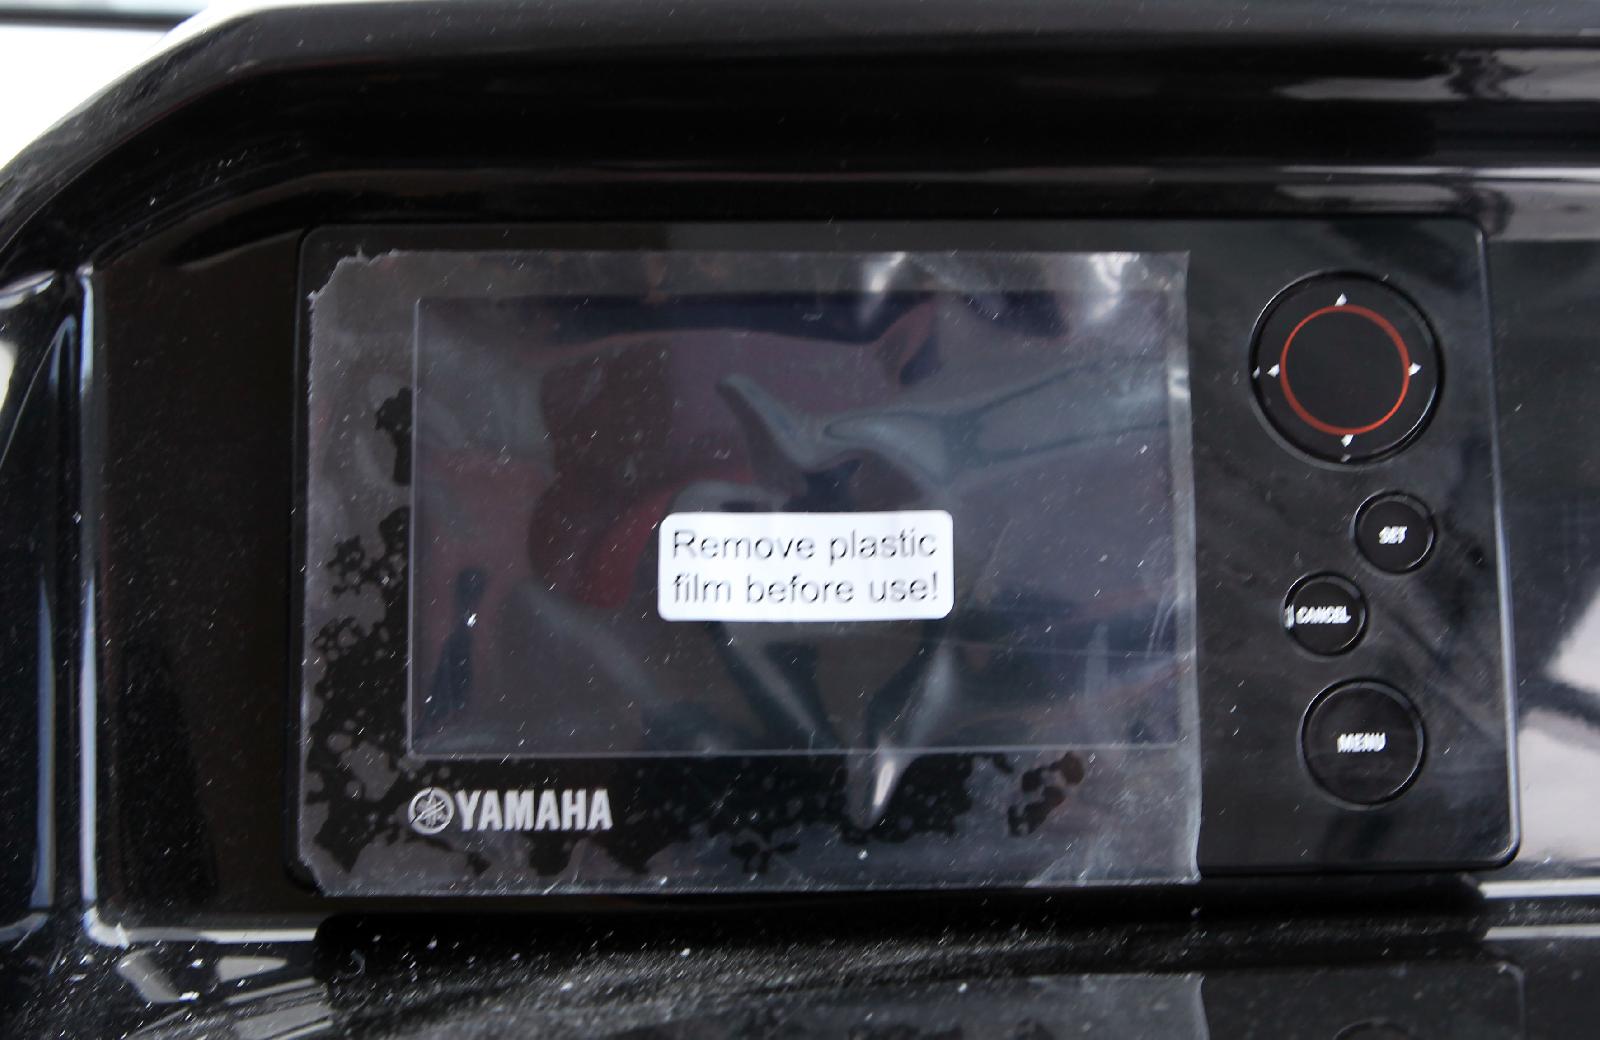 Remove plastic
film before use!
SET
CANCEL
MENU
YAMAHA